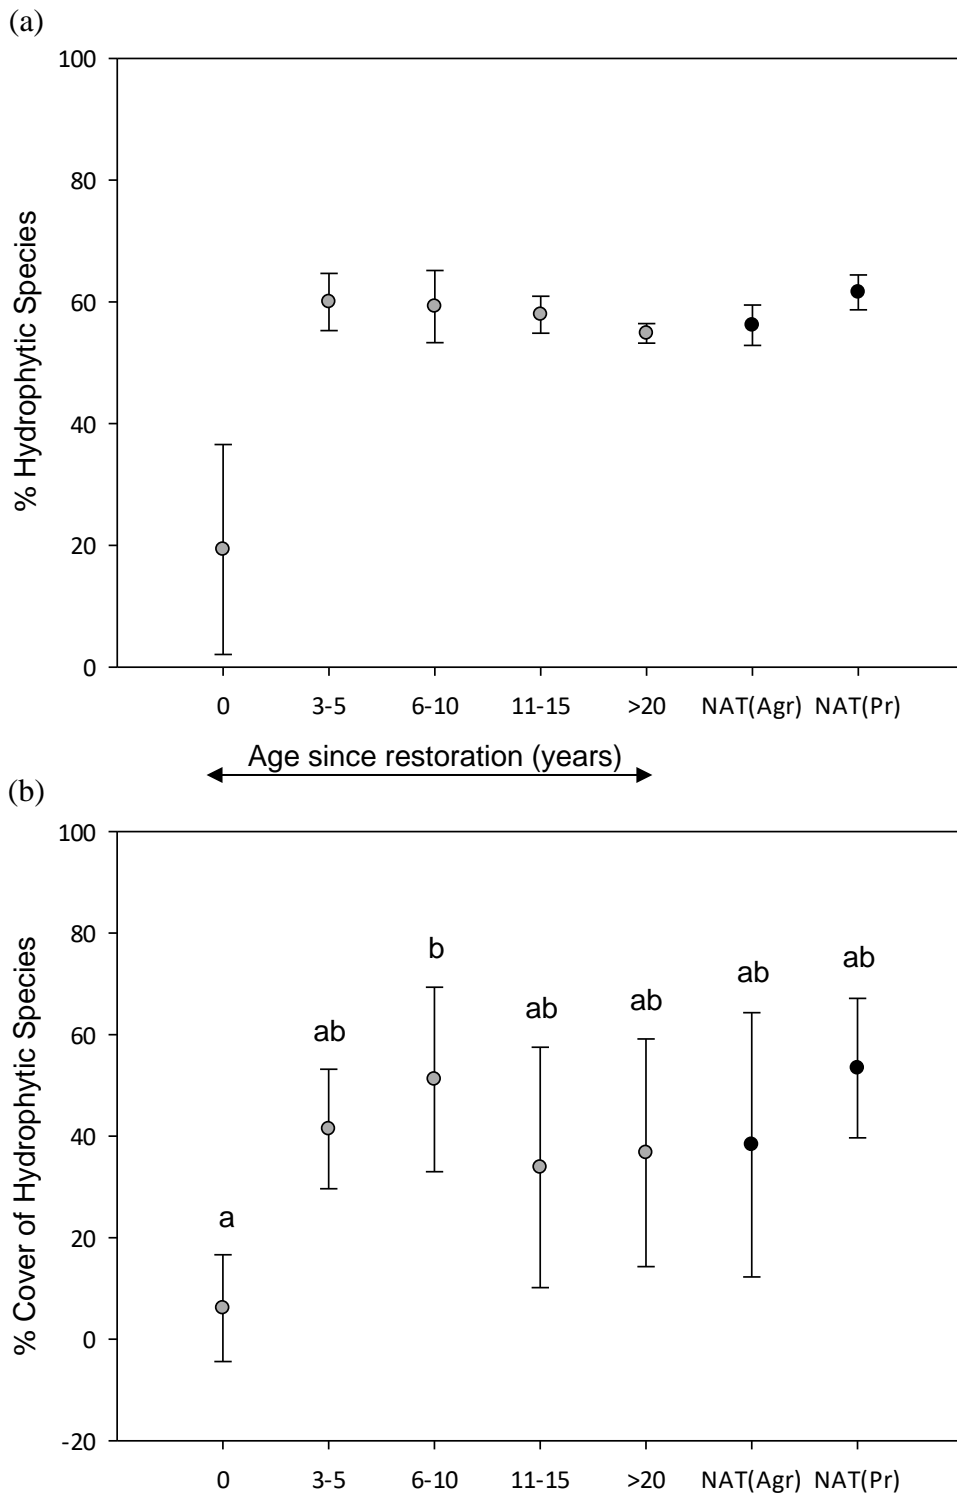 (a)
100
80
60
40
20
0
% Hydrophytic Species
0 3-5 6-10 11-15 >20 NAT(Agr) NAT(Pr)
Age since restoration (years)
(b)
100
80
60
40
20
0
-20
% Cover of Hydrophytic Species
a
ab
b
ab
ab
ab
ab
0 3-5 6-10 11-15 >20 NAT(Agr) NAT(Pr)